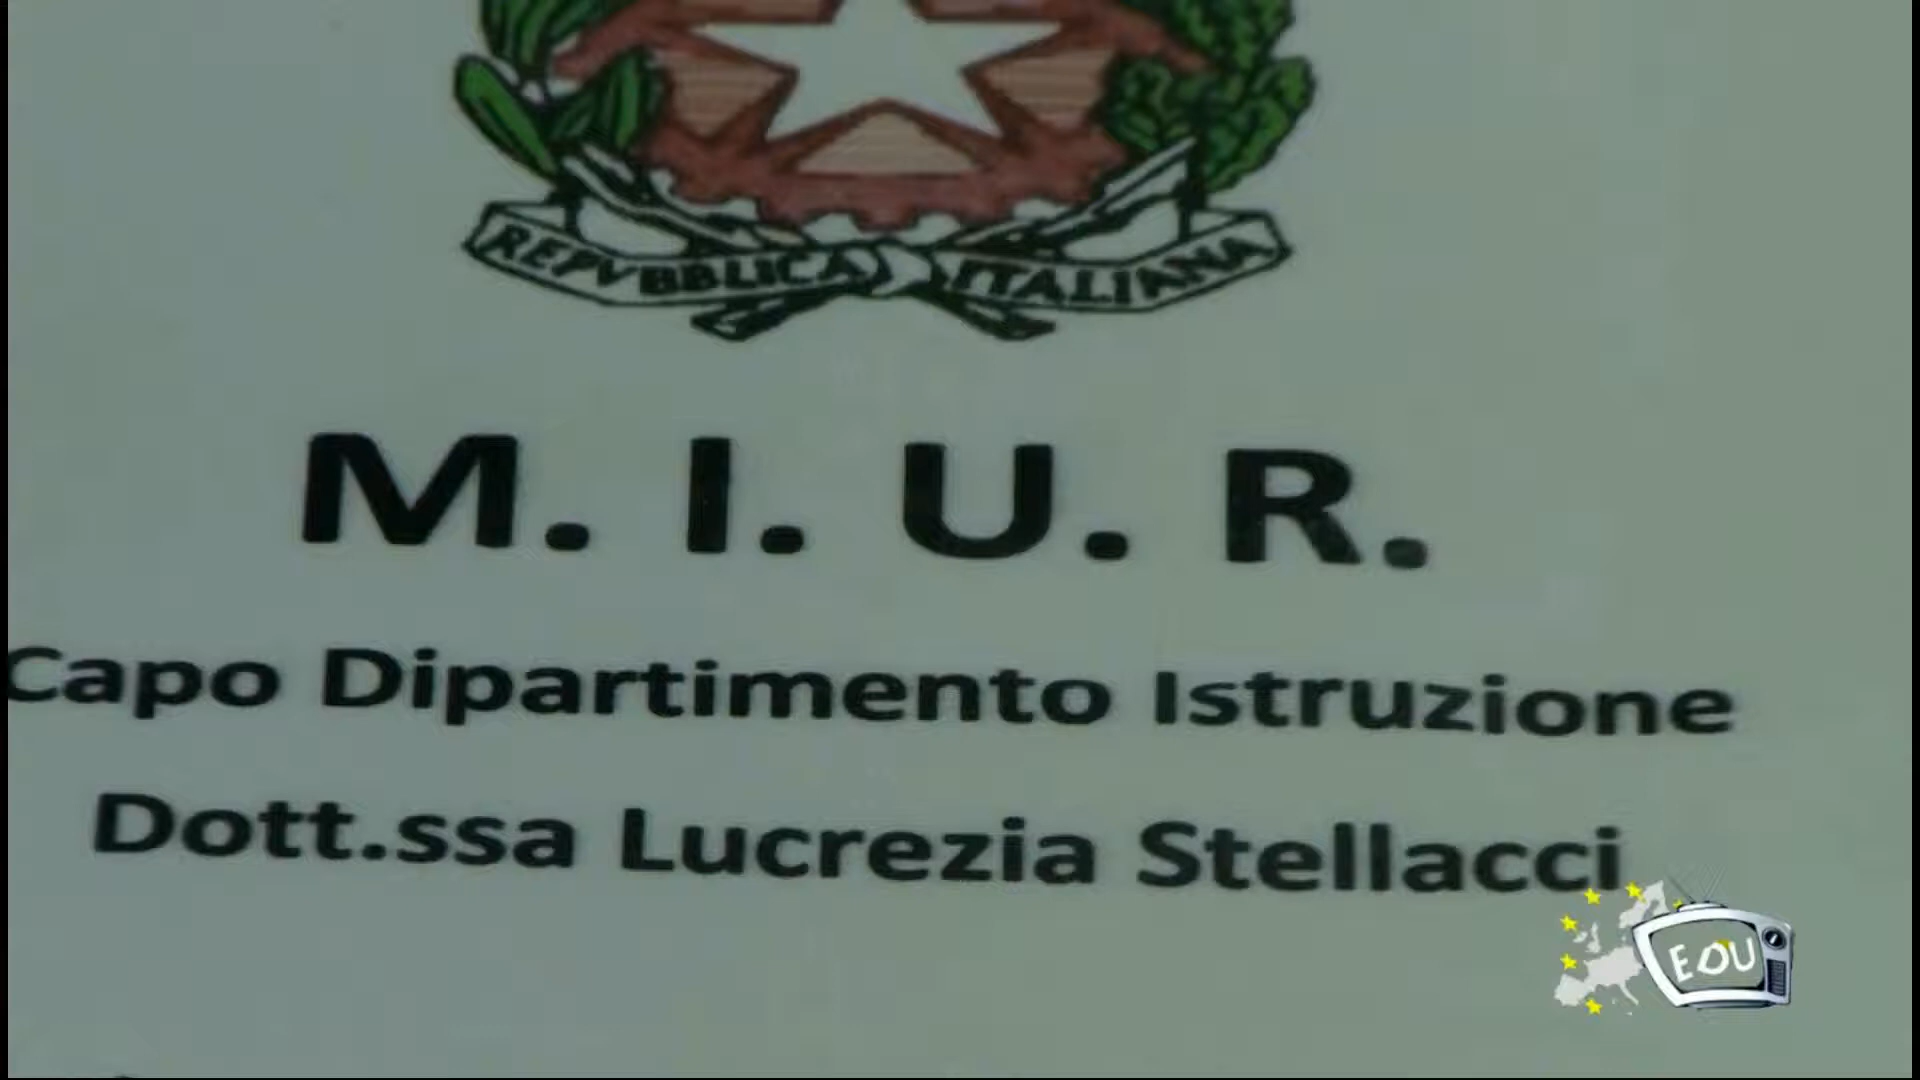 REPVBBLICA ITALIANA
M. I. U. R.
Capo Dipartimento Istruzione
Dott.ssa Lucrezia Stellacci
EDU